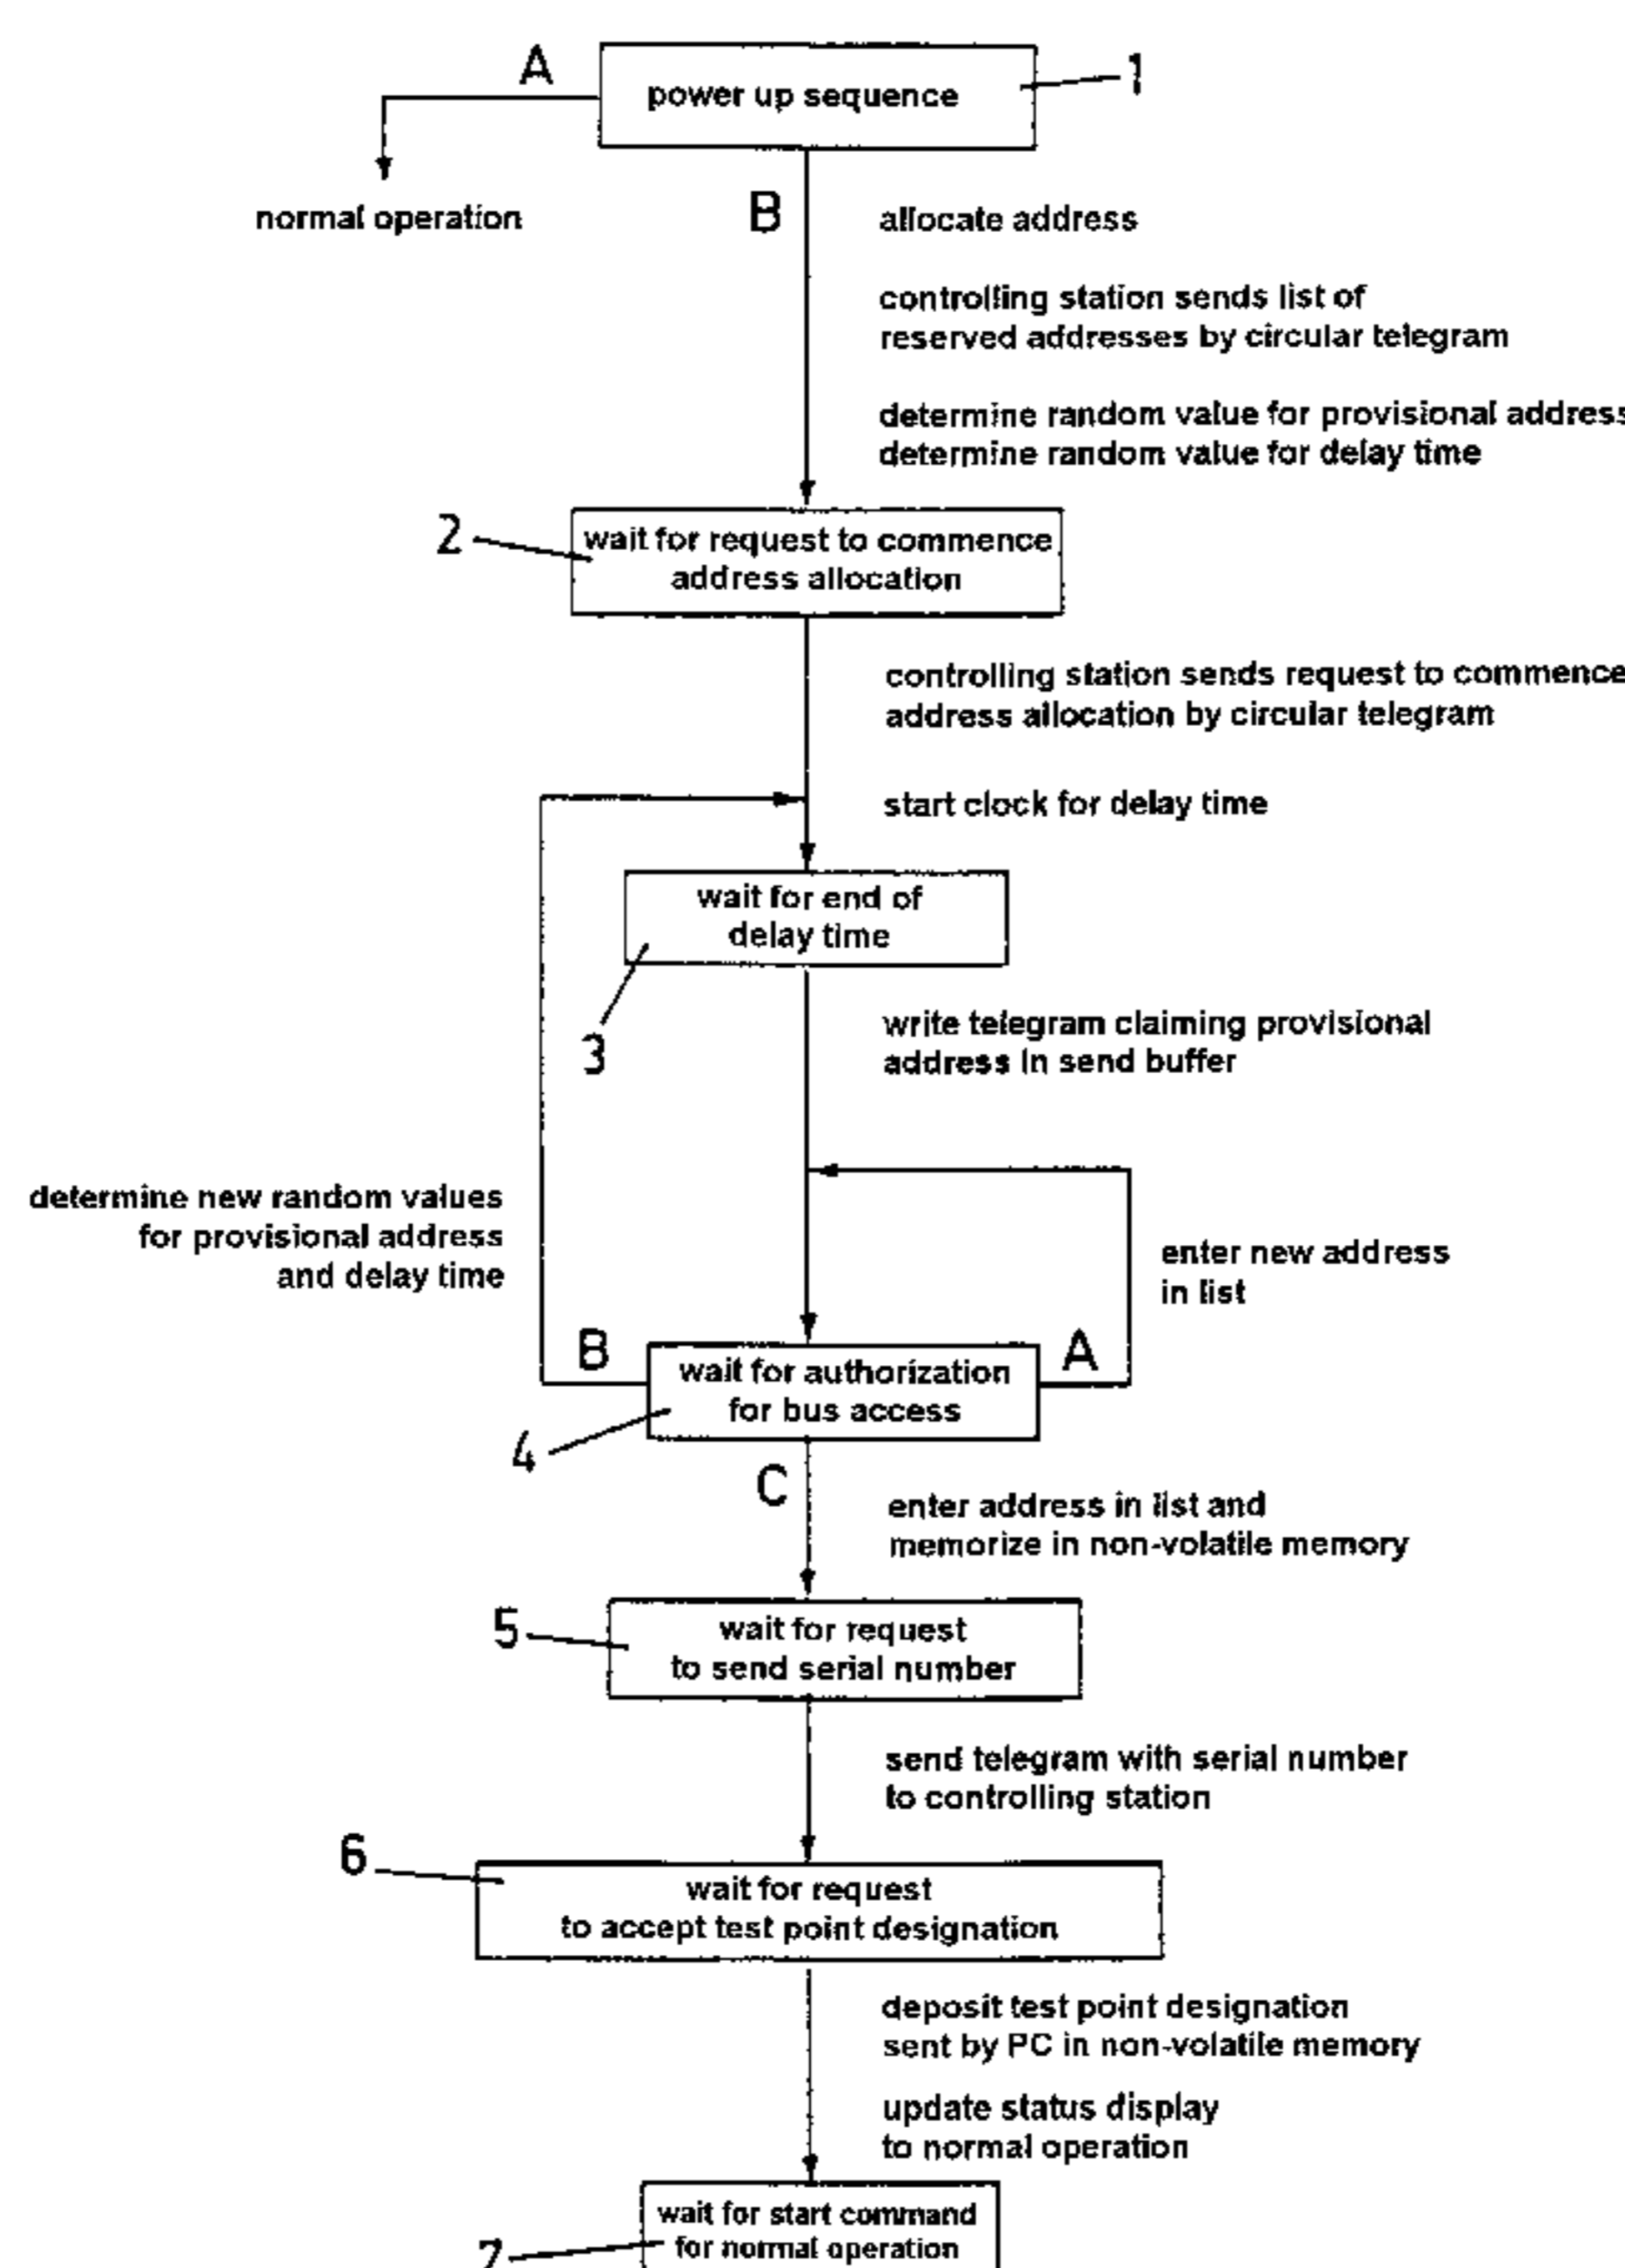 A
power up sequence
1
normal operation
B
allocate address
controlling station sends list of
reserved addresses by circular telegram
determine random value for provisional address
determine random value for delay time
2
wait for request to commence
address allocation
controlling station sends request to commence
address allocation by circular telegram
start clock for delay time
wait for end of
delay time
3
write telegram claiming provisional
address in send buffer
determine new random values
for provisional address
and delay time
enter new address
in list
B
wait for authorization
for bus access
A
4
C
enter address in list and
memorize in non-volatile memory
5
wait for request
to send serial number
send telegram with serial number
to controlling station
6
wait for request
to accept test point designation
deposit test point designation
sent by PC in non-volatile memory
update status display
to normal operation
wait for start command
for normal operation
7